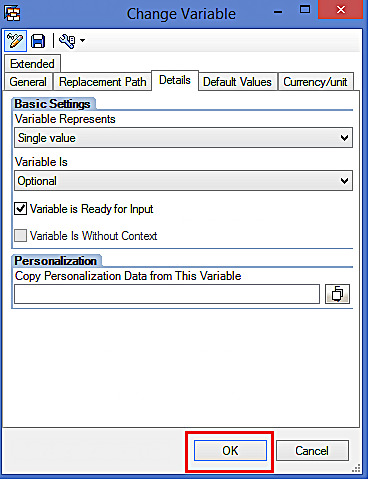 Change Variable
Extended
General Replacement Path Details Default Values Currency/unit
Basic Settings
Variable Represents
Single value
Variable Is
Optional
Variable is Ready for Input
Variable Is Without Context
Personalization
Copy Personalization Data from This Variable
OK Cancel